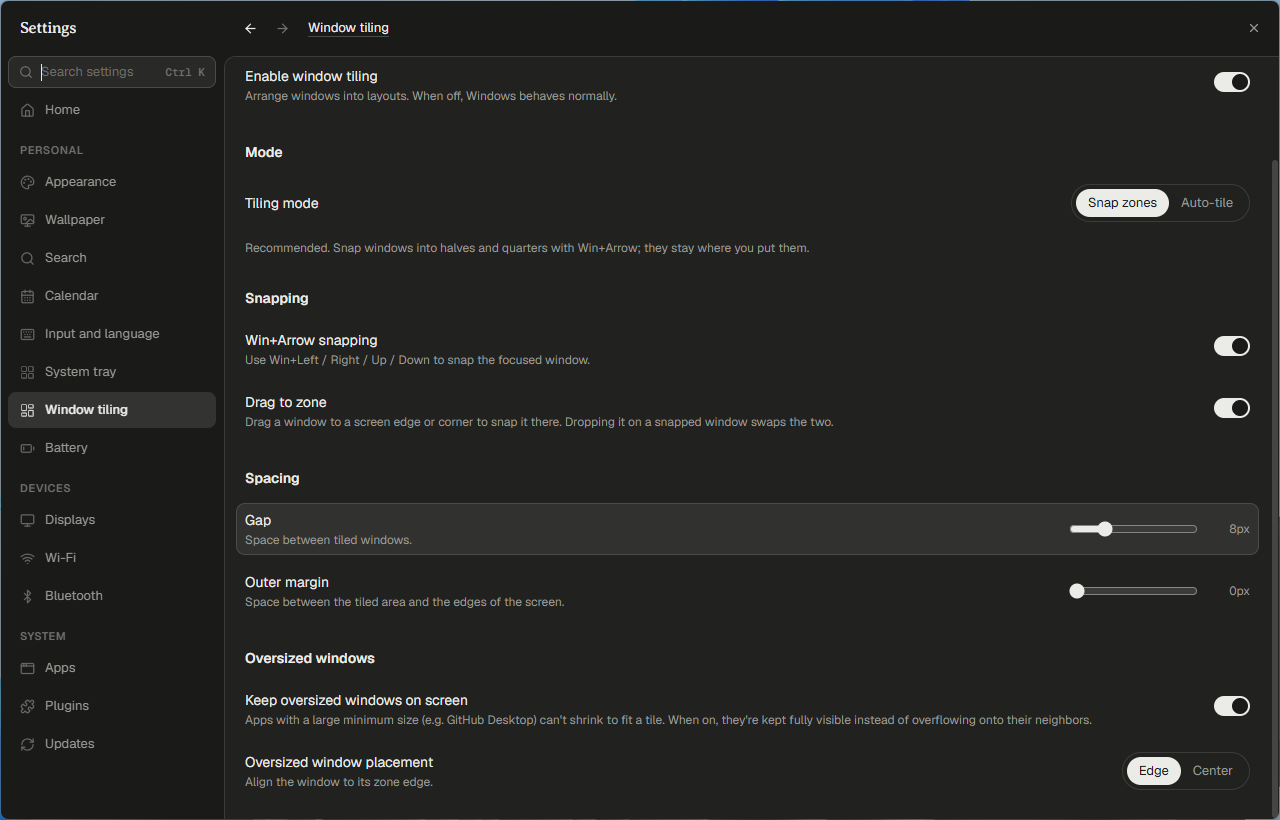 Settings
Window tiling
Search settings Ctrl K
Home
PERSONAL
Appearance
Wallpaper
Search
Calendar
Input and language
System tray
Window tiling
Battery
DEVICES
Displays
Wi-Fi
Bluetooth
SYSTEM
Apps
Plugins
Updates
Enable window tiling
Arrange windows into layouts. When off, Windows behaves normally.
Mode
Tiling mode
Snap zones Auto-tile
Recommended. Snap windows into halves and quarters with Win+Arrow; they stay where you put them.
Snapping
Win+Arrow snapping
Use Win+Left / Right / Up / Down to snap the focused window.
Drag to zone
Drag a window to a screen edge or corner to snap it there. Dropping it on a snapped window swaps the two.
Spacing
Gap
Space between tiled windows.
8px
Outer margin
Space between the tiled area and the edges of the screen.
0px
Oversized windows
Keep oversized windows on screen
Apps with a large minimum size (e.g. GitHub Desktop) can't shrink to fit a tile. When on, they're kept fully visible instead of overflowing onto their neighbors.
Oversized window placement
Align the window to its zone edge.
Edge Center